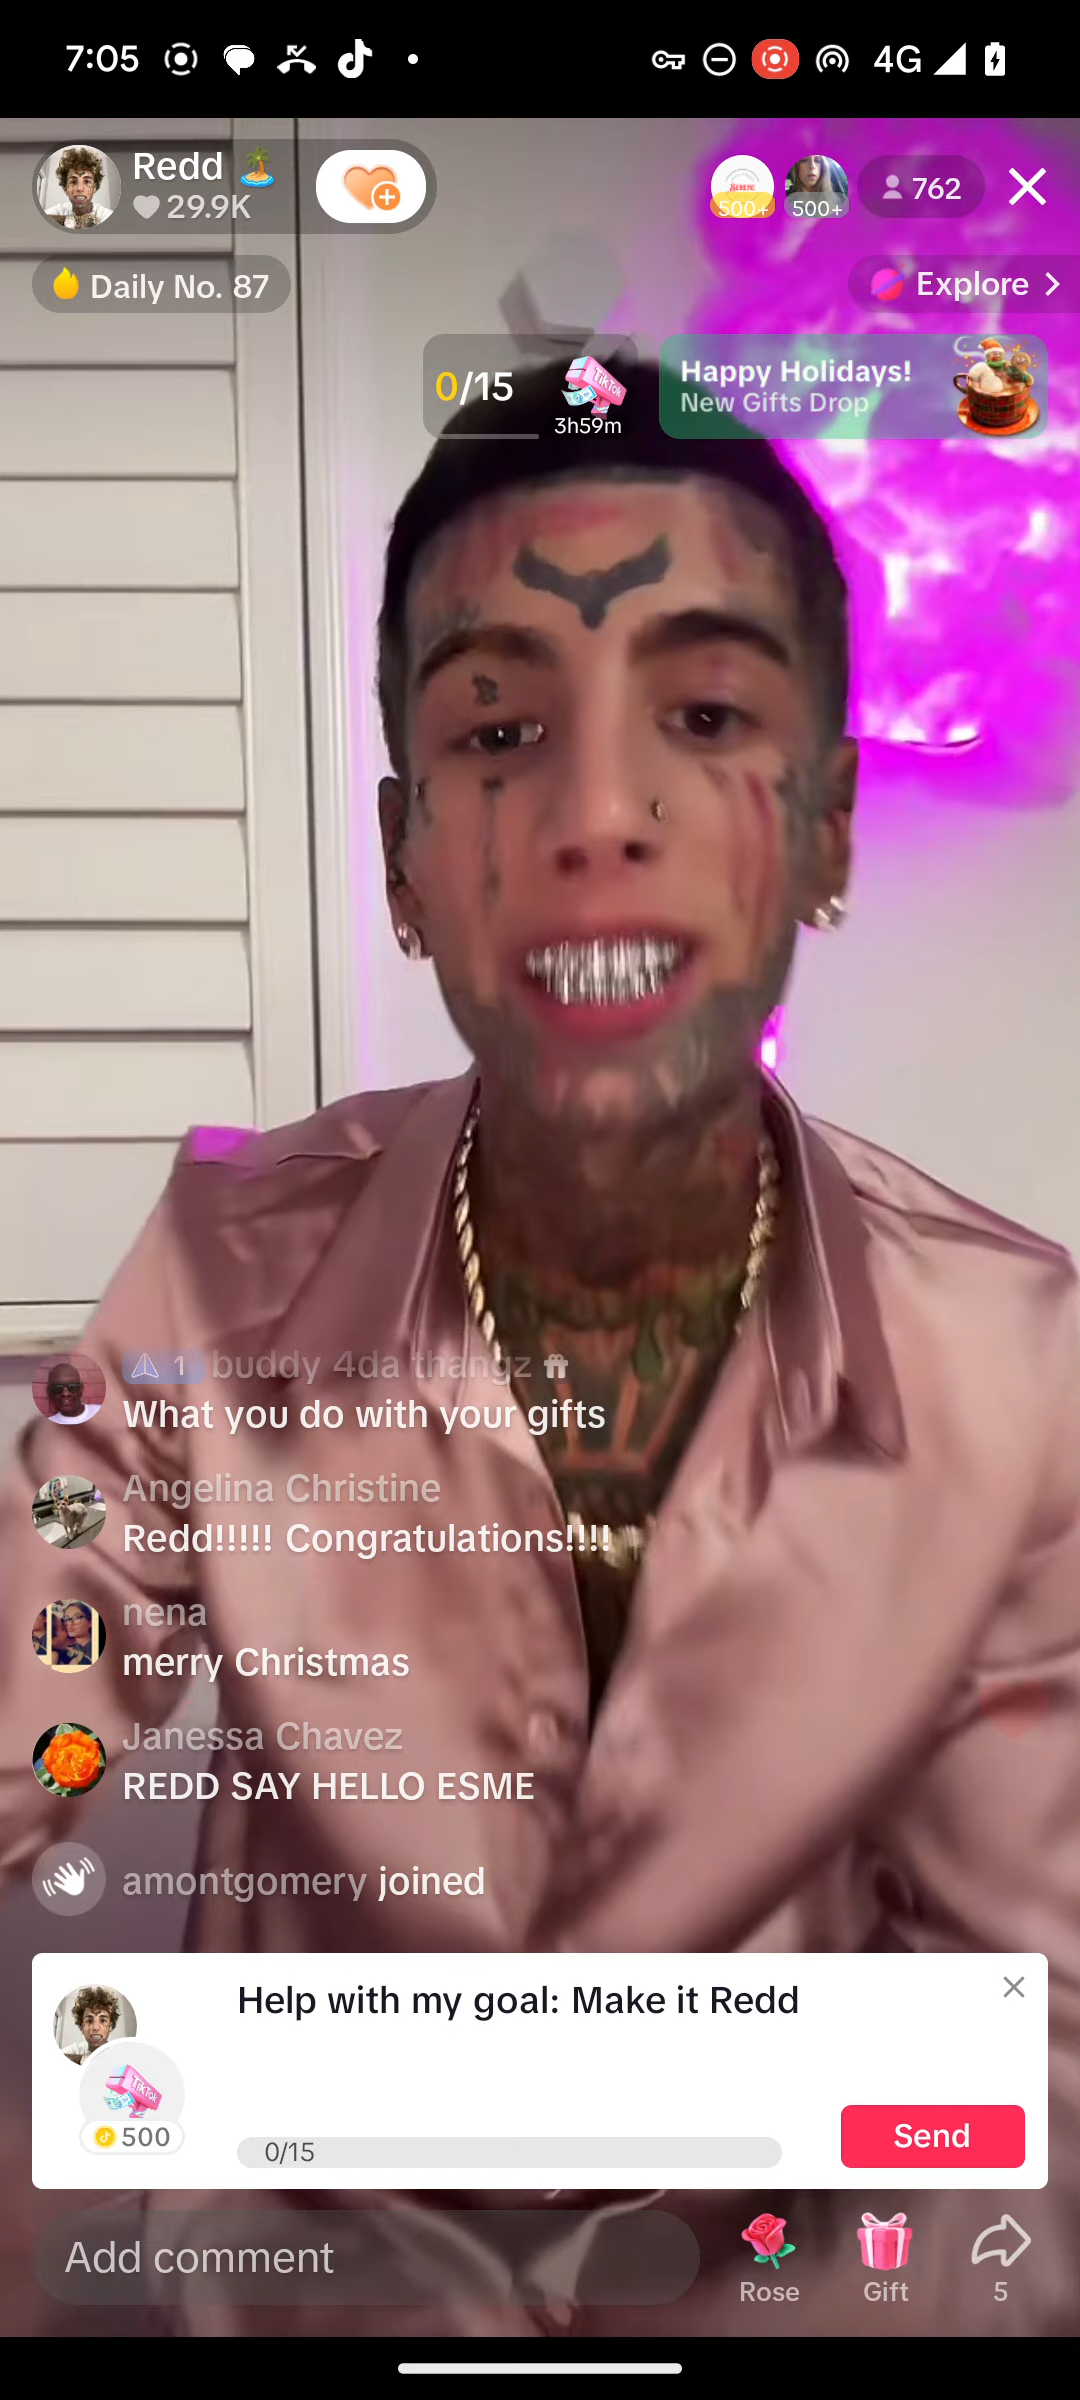 7:05
4G
Redd
29.9K
500+
500+
762
Daily No. 87
Explore
0/15
TikTok
3h59m
Happy Holidays!
New Gifts Drop
1 buddy 4da thangz
What you do with your gifts
Angelina Christine
Redd!!!!! Congratulations!!!!
nena
merry Christmas
Janessa Chavez
REDD SAY HELLO ESME
amontgomery joined
Help with my goal: Make it Redd
TikTok
500
0/15
Send
Add comment
Rose
Gift
5